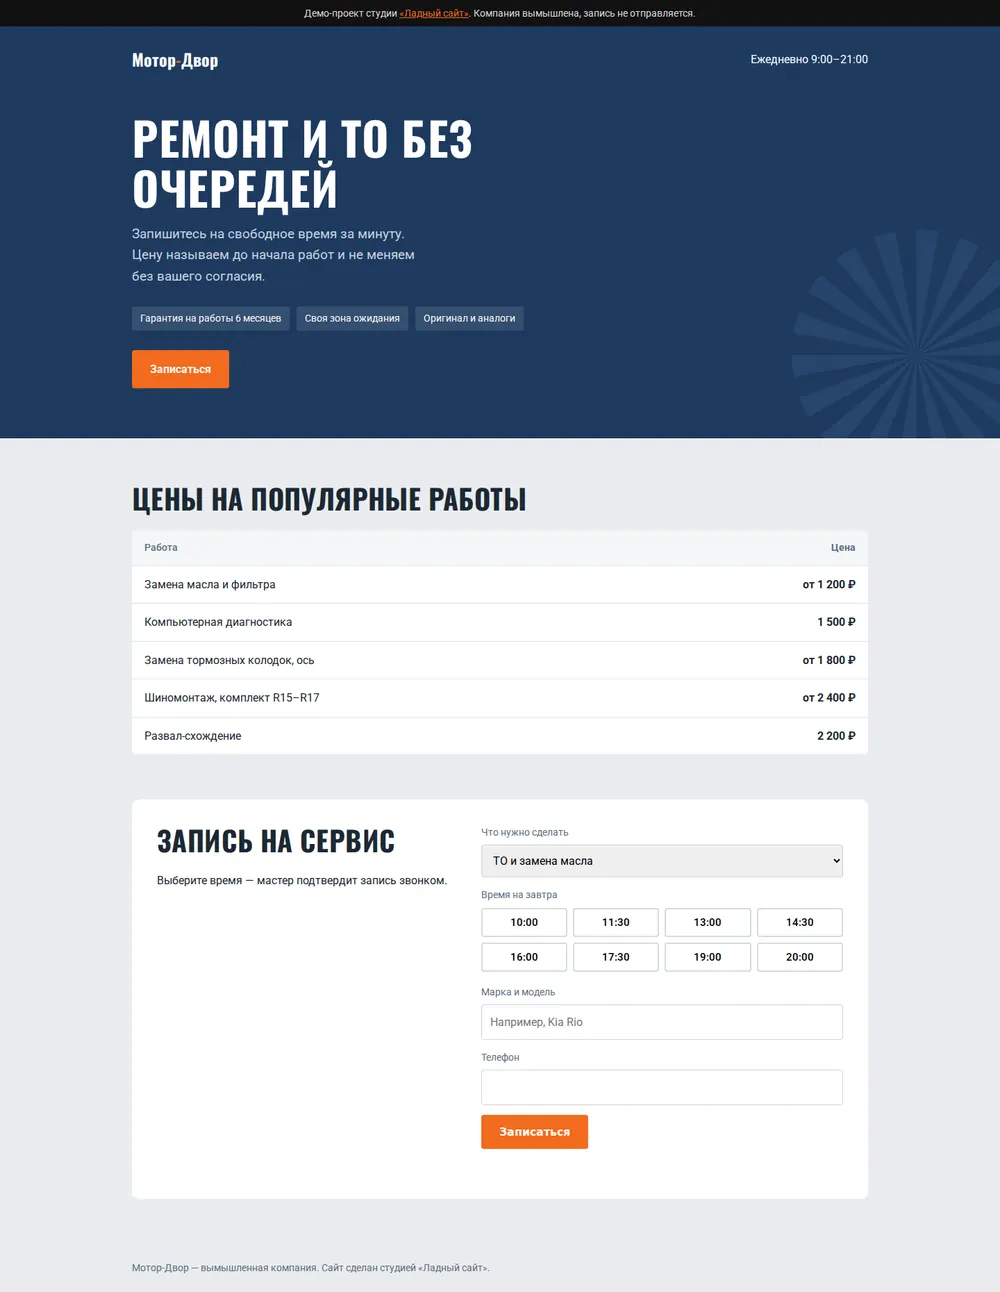 Демо-проект студии «Ладный сайт». Компания вымышлена, запись не отправляется.
Мотор-Двор
Ежедневно 9:00–21:00
РЕМОНТ И ТО БЕЗ
ОЧЕРЕДЕЙ
Запишитесь на свободное время за минуту.
Цену называем до начала работ и не меняем
без вашего согласия.
Гарантия на работы 6 месяцев
Своя зона ожидания
Оригинал и аналоги
Записаться
ЦЕНЫ НА ПОПУЛЯРНЫЕ РАБОТЫ
Работа Цена
Замена масла и фильтра от 1 200 ₽
Компьютерная диагностика 1 500 ₽
Замена тормозных колодок, ось от 1 800 ₽
Шиномонтаж, комплект R15–R17 от 2 400 ₽
Развал-схождение 2 200 ₽
ЗАПИСЬ НА СЕРВИС
Выберите время — мастер подтвердит запись звонком.
Что нужно сделать
ТО и замена масла
Время на завтра
10:00 11:30 13:00 14:30
16:00 17:30 19:00 20:00
Марка и модель
Например, Kia Rio
Телефон
Записаться
Мотор-Двор — вымышленная компания. Сайт сделан студией «Ладный сайт».